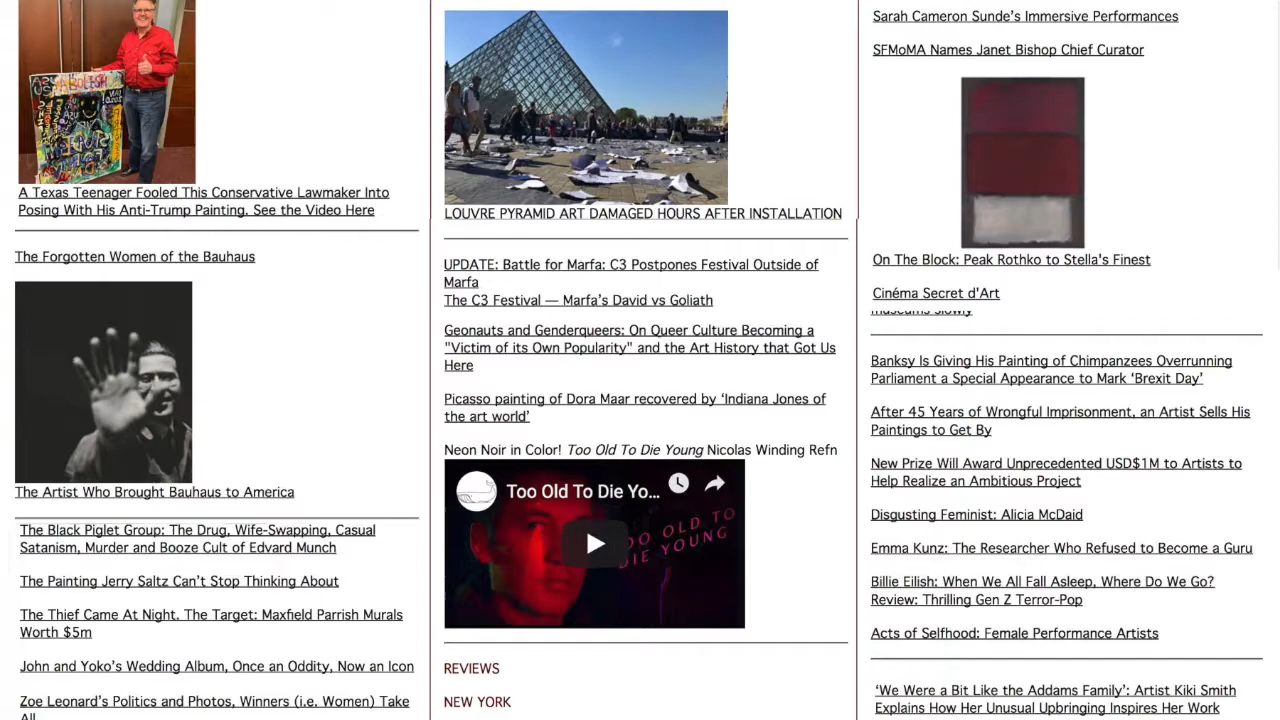 ABOLISH
A Texas Teenager Fooled This Conservative Lawmaker Into
Posing With His Anti-Trump Painting. See the Video Here
The Forgotten Women of the Bauhaus
The Artist Who Brought Bauhaus to America
The Black Piglet Group: The Drug, Wife-Swapping, Casual
Satanism, Murder and Booze Cult of Edvard Munch
The Painting Jerry Saltz Can't Stop Thinking About
The Thief Came At Night. The Target: Maxfield Parrish Murals
Worth $5m
John and Yoko's Wedding Album, Once an Oddity, Now an Icon
Zoe Leonard's Politics and Photos, Winners (i.e. Women) Take
All
LOUVRE PYRAMID ART DAMAGED HOURS AFTER INSTALLATION
UPDATE: Battle for Marfa: C3 Postpones Festival Outside of
Marfa
The C3 Festival — Marfa's David vs Goliath
Geonauts and Genderqueers: On Queer Culture Becoming a
"Victim of its Own Popularity" and the Art History that Got Us
Here
Picasso painting of Dora Maar recovered by ‘Indiana Jones of
the art world’
Neon Noir in Color! Too Old To Die Young Nicolas Winding Refn
Too Old To Die Yo...
TOO OLD TO
DIE YOUNG
REVIEWS
NEW YORK
Sarah Cameron Sunde's Immersive Performances
SFMoMA Names Janet Bishop Chief Curator
On The Block: Peak Rothko to Stella's Finest
Cinéma Secret d'Art
museums slowly
Banksy Is Giving His Painting of Chimpanzees Overrunning
Parliament a Special Appearance to Mark ‘Brexit Day’
After 45 Years of Wrongful Imprisonment, an Artist Sells His
Paintings to Get By
New Prize Will Award Unprecedented USD$1M to Artists to
Help Realize an Ambitious Project
Disgusting Feminist: Alicia McDaid
Emma Kunz: The Researcher Who Refused to Become a Guru
Billie Eilish: When We All Fall Asleep, Where Do We Go?
Review: Thrilling Gen Z Terror-Pop
Acts of Selfhood: Female Performance Artists
‘We Were a Bit Like the Addams Family’: Artist Kiki Smith
Explains How Her Unusual Upbringing Inspires Her Work